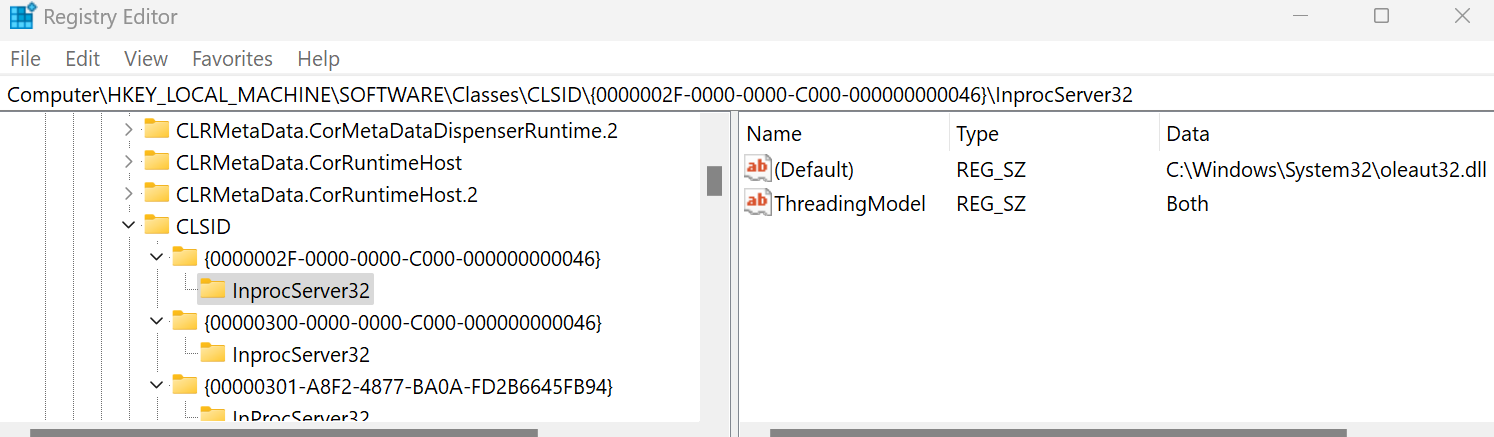 Registry Editor
File Edit View Favorites Help
Computer\HKEY_LOCAL_MACHINE\SOFTWARE\Classes\CLSID\{0000002F-0000-0000-C000-000000000046}\InprocServer32
CLRMetaData.CorMetaDataDispenserRuntime.2
CLRMetaData.CorRuntimeHost
CLRMetaData.CorRuntimeHost.2
CLSID
{0000002F-0000-0000-C000-000000000046}
InprocServer32
{00000300-0000-0000-C000-000000000046}
InprocServer32
{00000301-A8F2-4877-BA0A-FD2B6645FB94}
InProcServer32
Name Type Data
ab (Default) REG_SZ C:\Windows\System32\oleaut32.dll
ab ThreadingModel REG_SZ Both